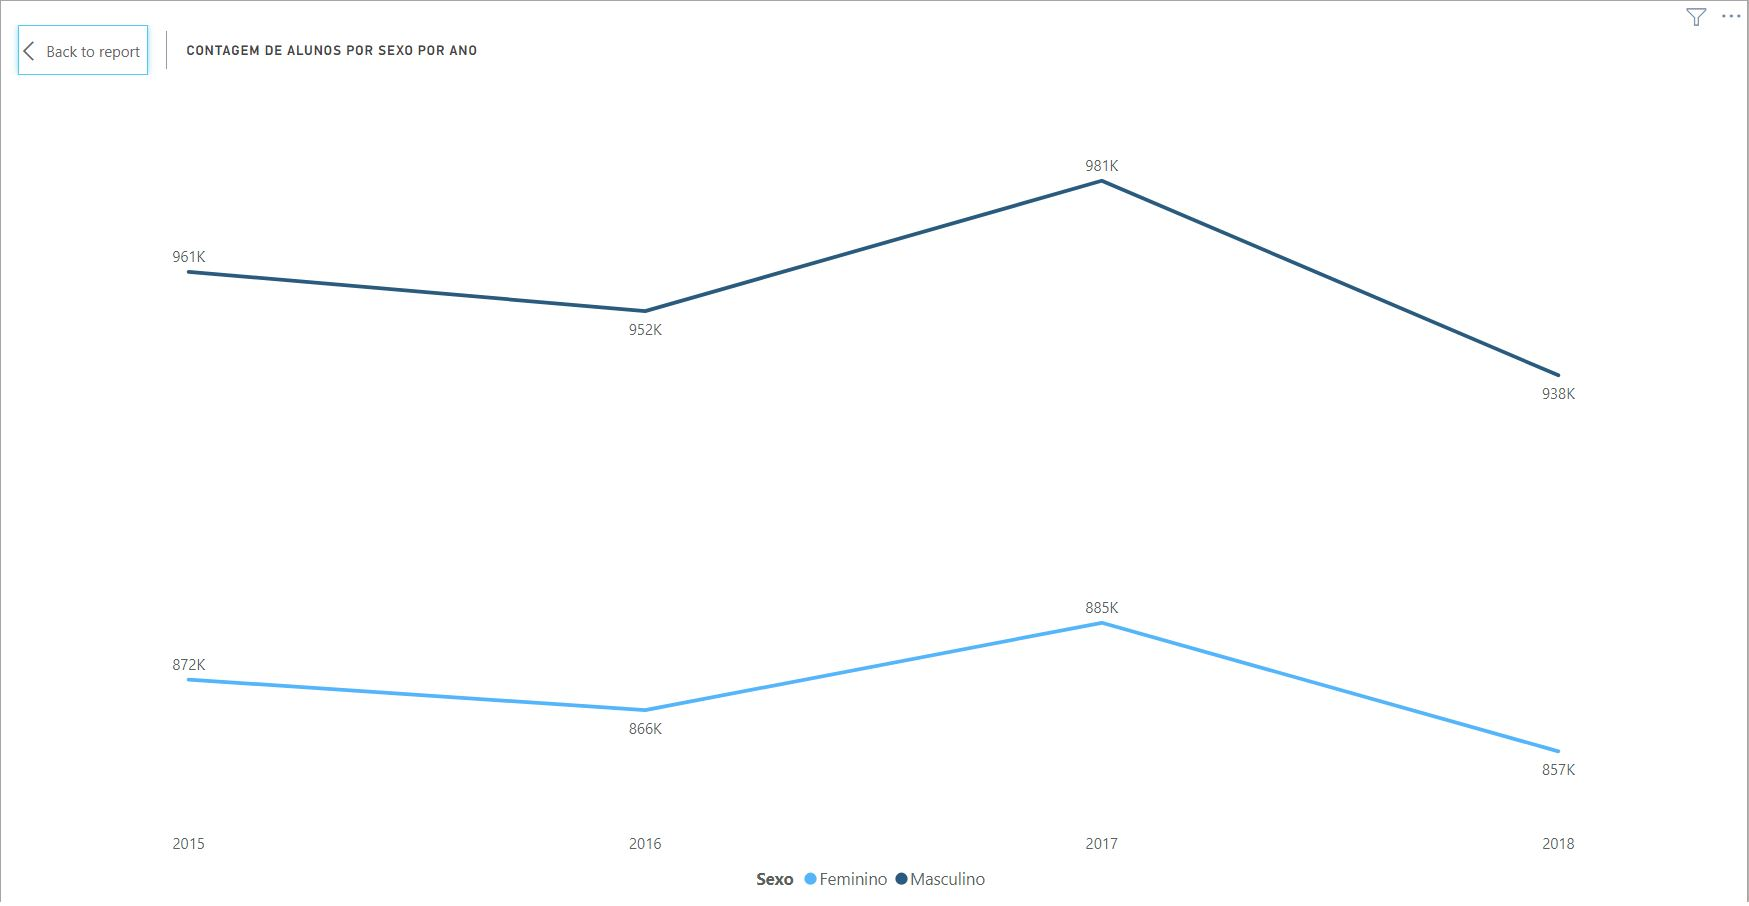 Back to report
CONTAGEM DE ALUNOS POR SEXO POR ANO
981K
961K
952K
938K
885K
872K
866K
857K
2015 2016 2017 2018
Sexo Feminino Masculino